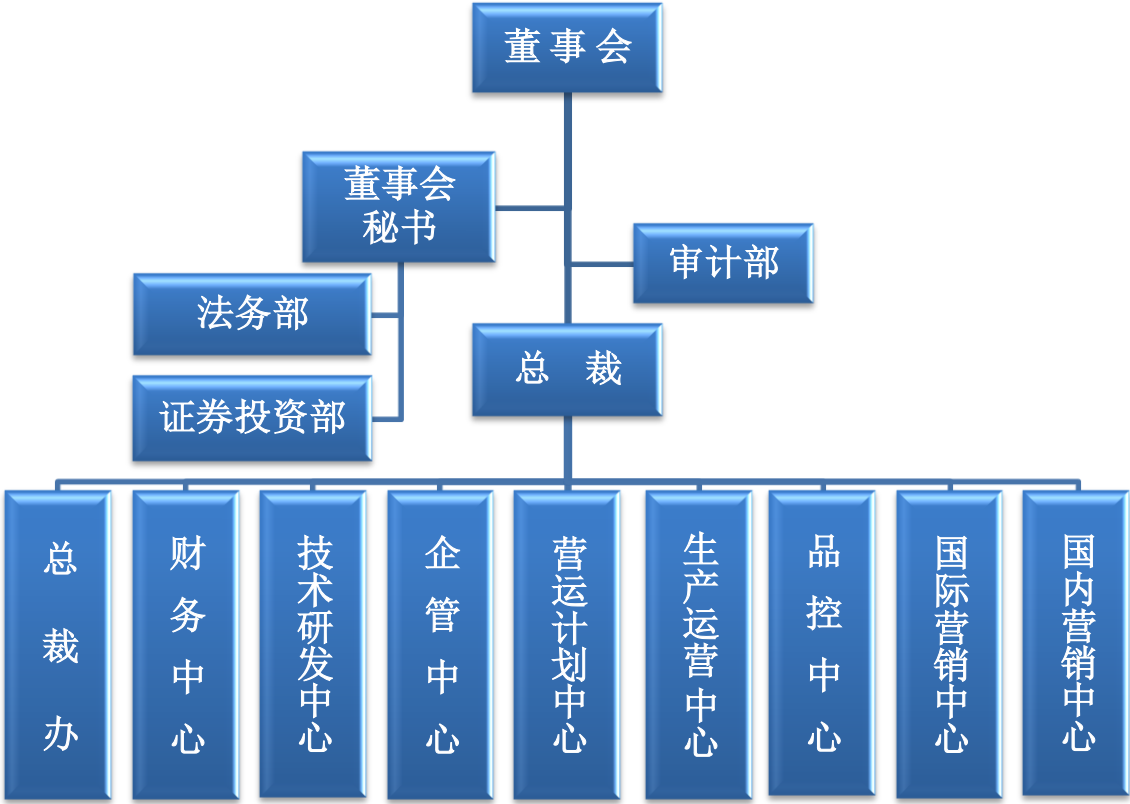 董事会
董事会
秘书
审计部
法务部
总 裁
证券投资部
总裁办
财务中心
技术研发中心
企管中心
营运计划中心
生产运营中心
品控中心
国际营销中心
国内营销中心